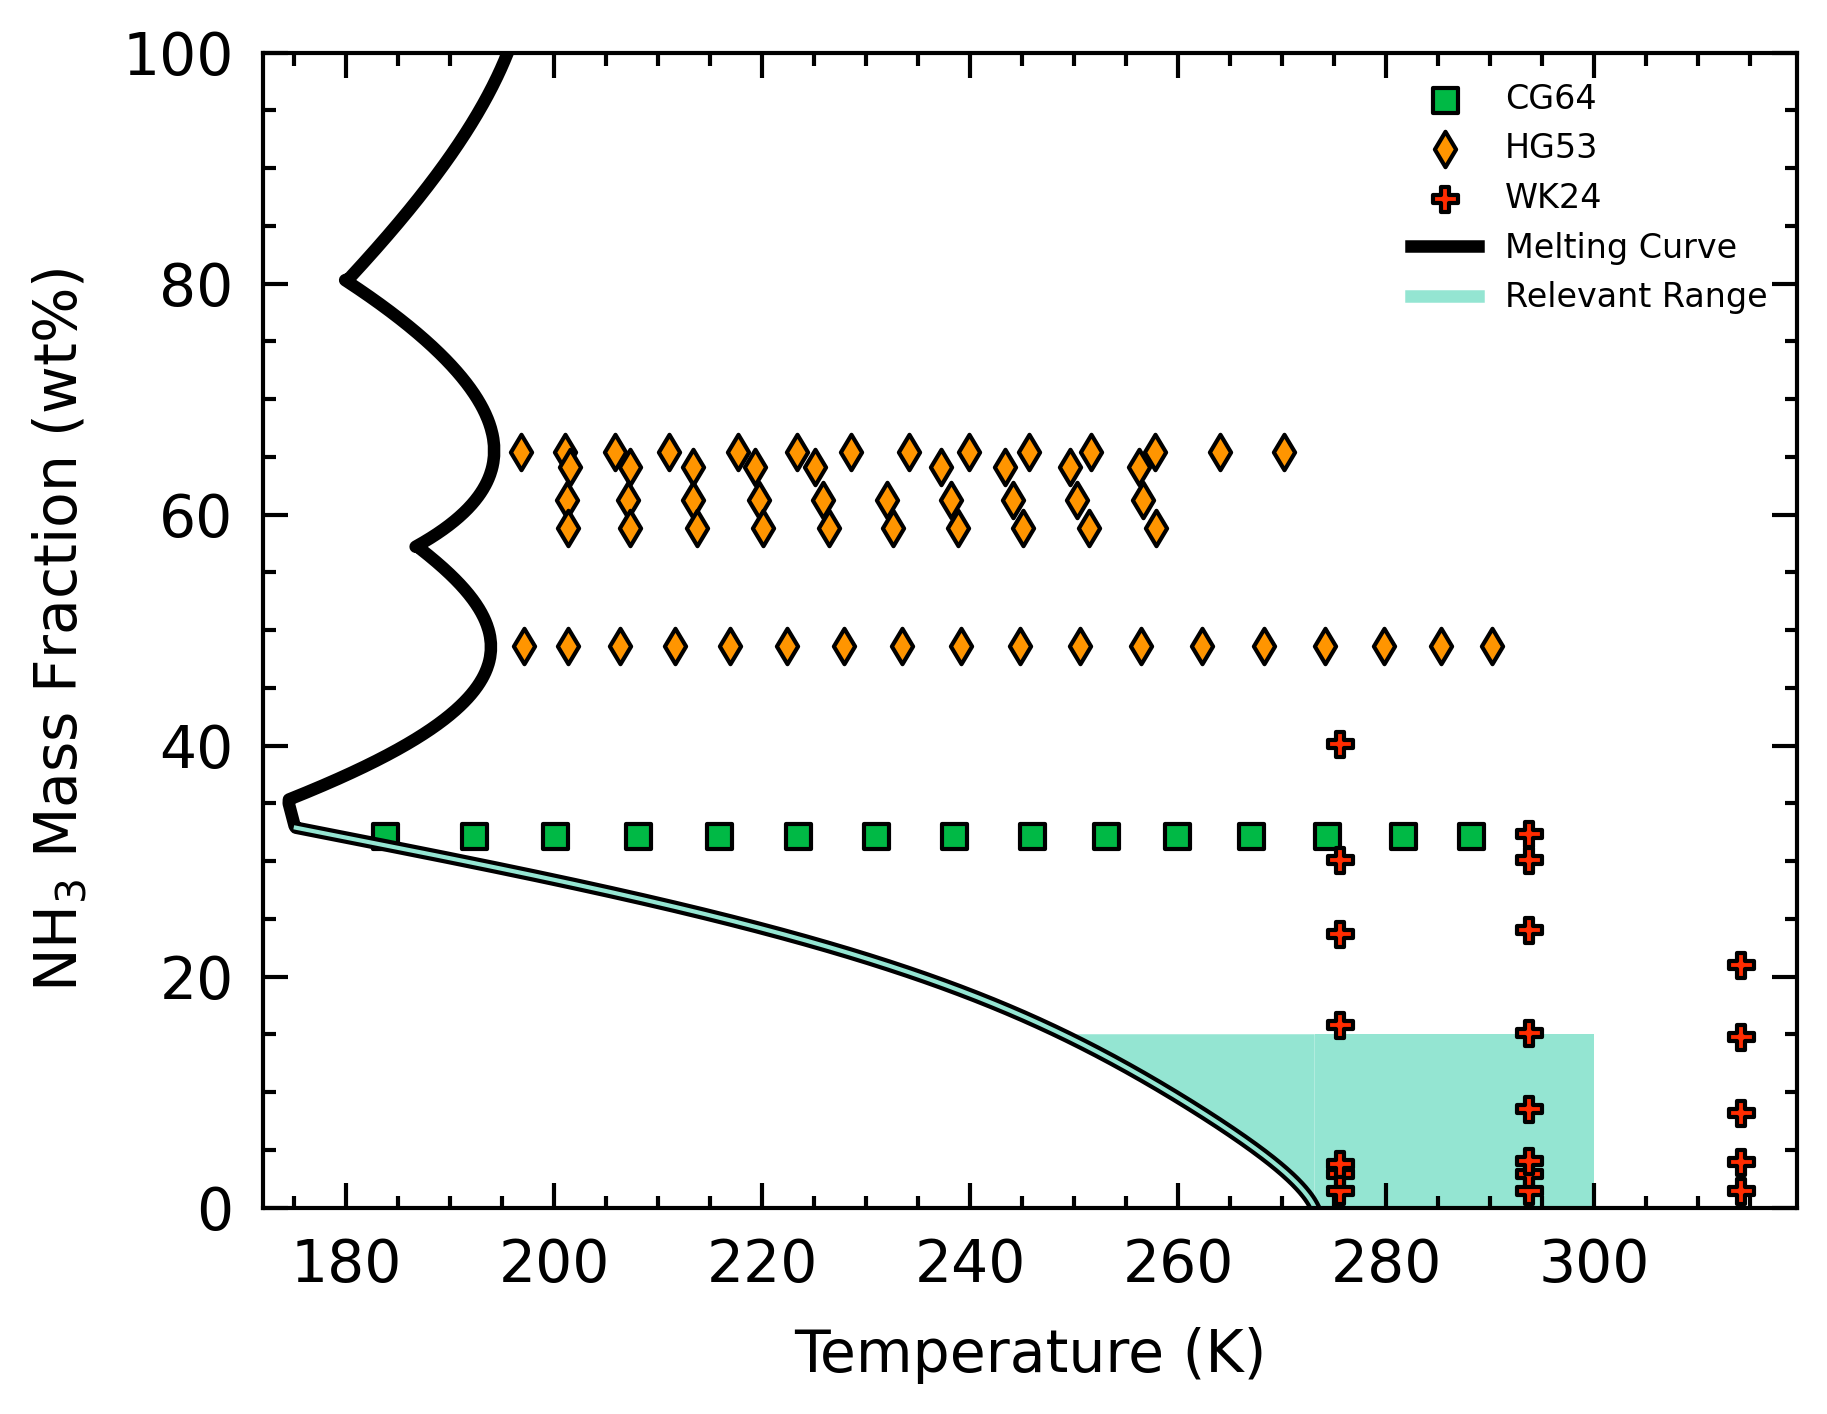 100
80
60
40
20
0
NH₃ Mass Fraction (wt%)
CG64
HG53
WK24
Melting Curve
Relevant Range
180 200 220 240 260 280 300
Temperature (K)